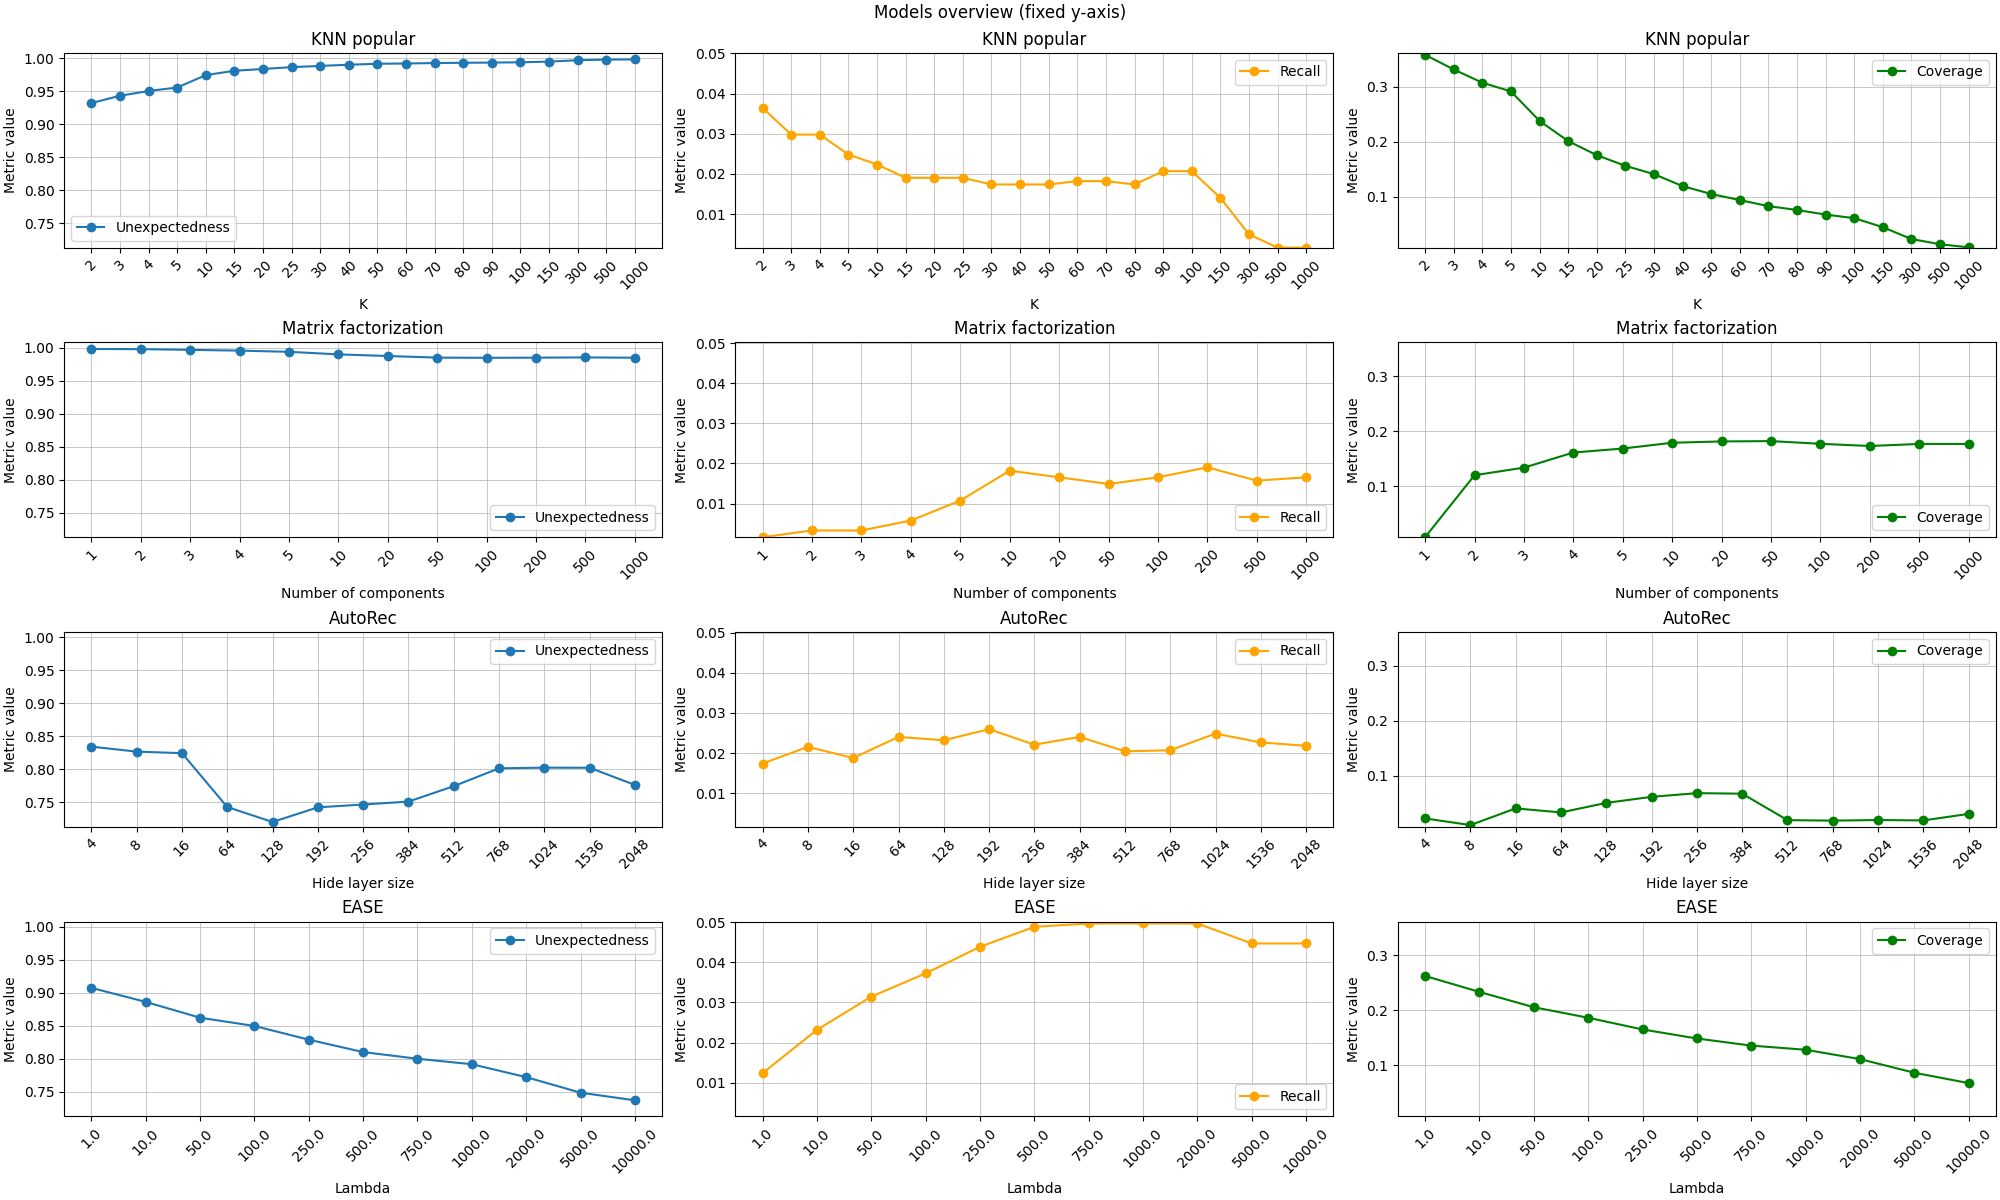 Models overview (fixed y-axis)
KNN popular
Metric value
1.00
0.95
0.90
0.85
0.80
0.75
Unexpectedness
2 3 4 5 10 15 20 25 30 40 50 60 70 80 90 100 150 300 500 1000
K
KNN popular
Metric value
0.05
0.04
0.03
0.02
0.01
Recall
2 3 4 5 10 15 20 25 30 40 50 60 70 80 90 100 150 300 500 1000
K
KNN popular
Metric value
0.3
0.2
0.1
Coverage
2 3 4 5 10 15 20 25 30 40 50 60 70 80 90 100 150 300 500 1000
K
Matrix factorization
Metric value
1.00
0.95
0.90
0.85
0.80
0.75
Unexpectedness
1 2 3 4 5 10 20 50 100 200 500 1000
Number of components
Matrix factorization
Metric value
0.05
0.04
0.03
0.02
0.01
Recall
1 2 3 4 5 10 20 50 100 200 500 1000
Number of components
Matrix factorization
Metric value
0.3
0.2
0.1
Coverage
1 2 3 4 5 10 20 50 100 200 500 1000
Number of components
AutoRec
Metric value
1.00
0.95
0.90
0.85
0.80
0.75
Unexpectedness
4 8 16 64 128 192 256 384 512 768 1024 1536 2048
Hide layer size
AutoRec
Metric value
0.05
0.04
0.03
0.02
0.01
Recall
4 8 16 64 128 192 256 384 512 768 1024 1536 2048
Hide layer size
AutoRec
Metric value
0.3
0.2
0.1
Coverage
4 8 16 64 128 192 256 384 512 768 1024 1536 2048
Hide layer size
EASE
Metric value
1.00
0.95
0.90
0.85
0.80
0.75
Unexpectedness
1.0 10.0 50.0 100.0 250.0 500.0 750.0 1000.0 2000.0 5000.0 10000.0
Lambda
EASE
Metric value
0.05
0.04
0.03
0.02
0.01
Recall
1.0 10.0 50.0 100.0 250.0 500.0 750.0 1000.0 2000.0 5000.0 10000.0
Lambda
EASE
Metric value
0.3
0.2
0.1
Coverage
1.0 10.0 50.0 100.0 250.0 500.0 750.0 1000.0 2000.0 5000.0 10000.0
Lambda